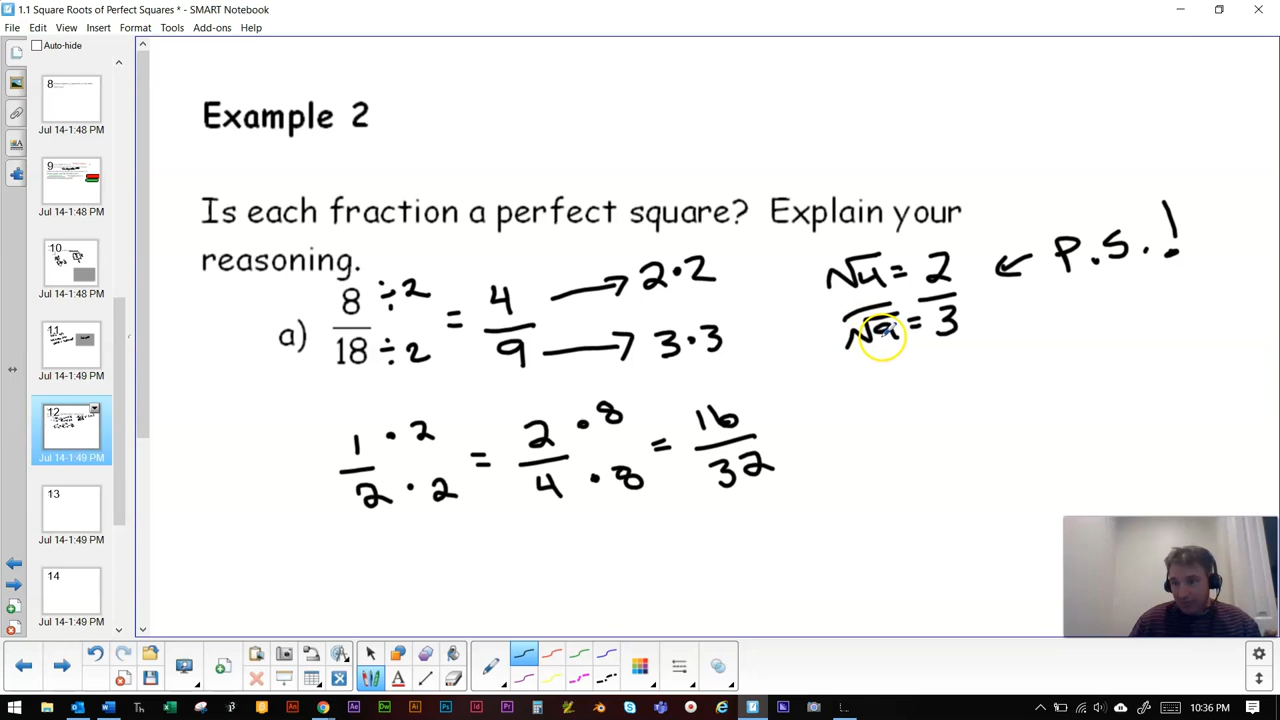 1.1 Square Roots of Perfect Squares * - SMART Notebook
File Edit View Insert Format Tools Add-ons Help
Auto-hide
8
Jul 14-1:48 PM
9
Jul 14-1:48 PM
10
Jul 14-1:48 PM
11
Jul 14-1:49 PM
12
Jul 14-1:49 PM
13
Jul 14-1:49 PM
14
Jul 14-1:49 PM
Example 2
Is each fraction a perfect square? Explain your
reasoning.
a) 8/18 ÷2/÷2 = 4/9 → 2·2 → 3·3
√4 = 2
√9 = 3
← P.S.!
1/2 ·2/·2 = 2/4 ·8/·8 = 16/32
10:36 PM